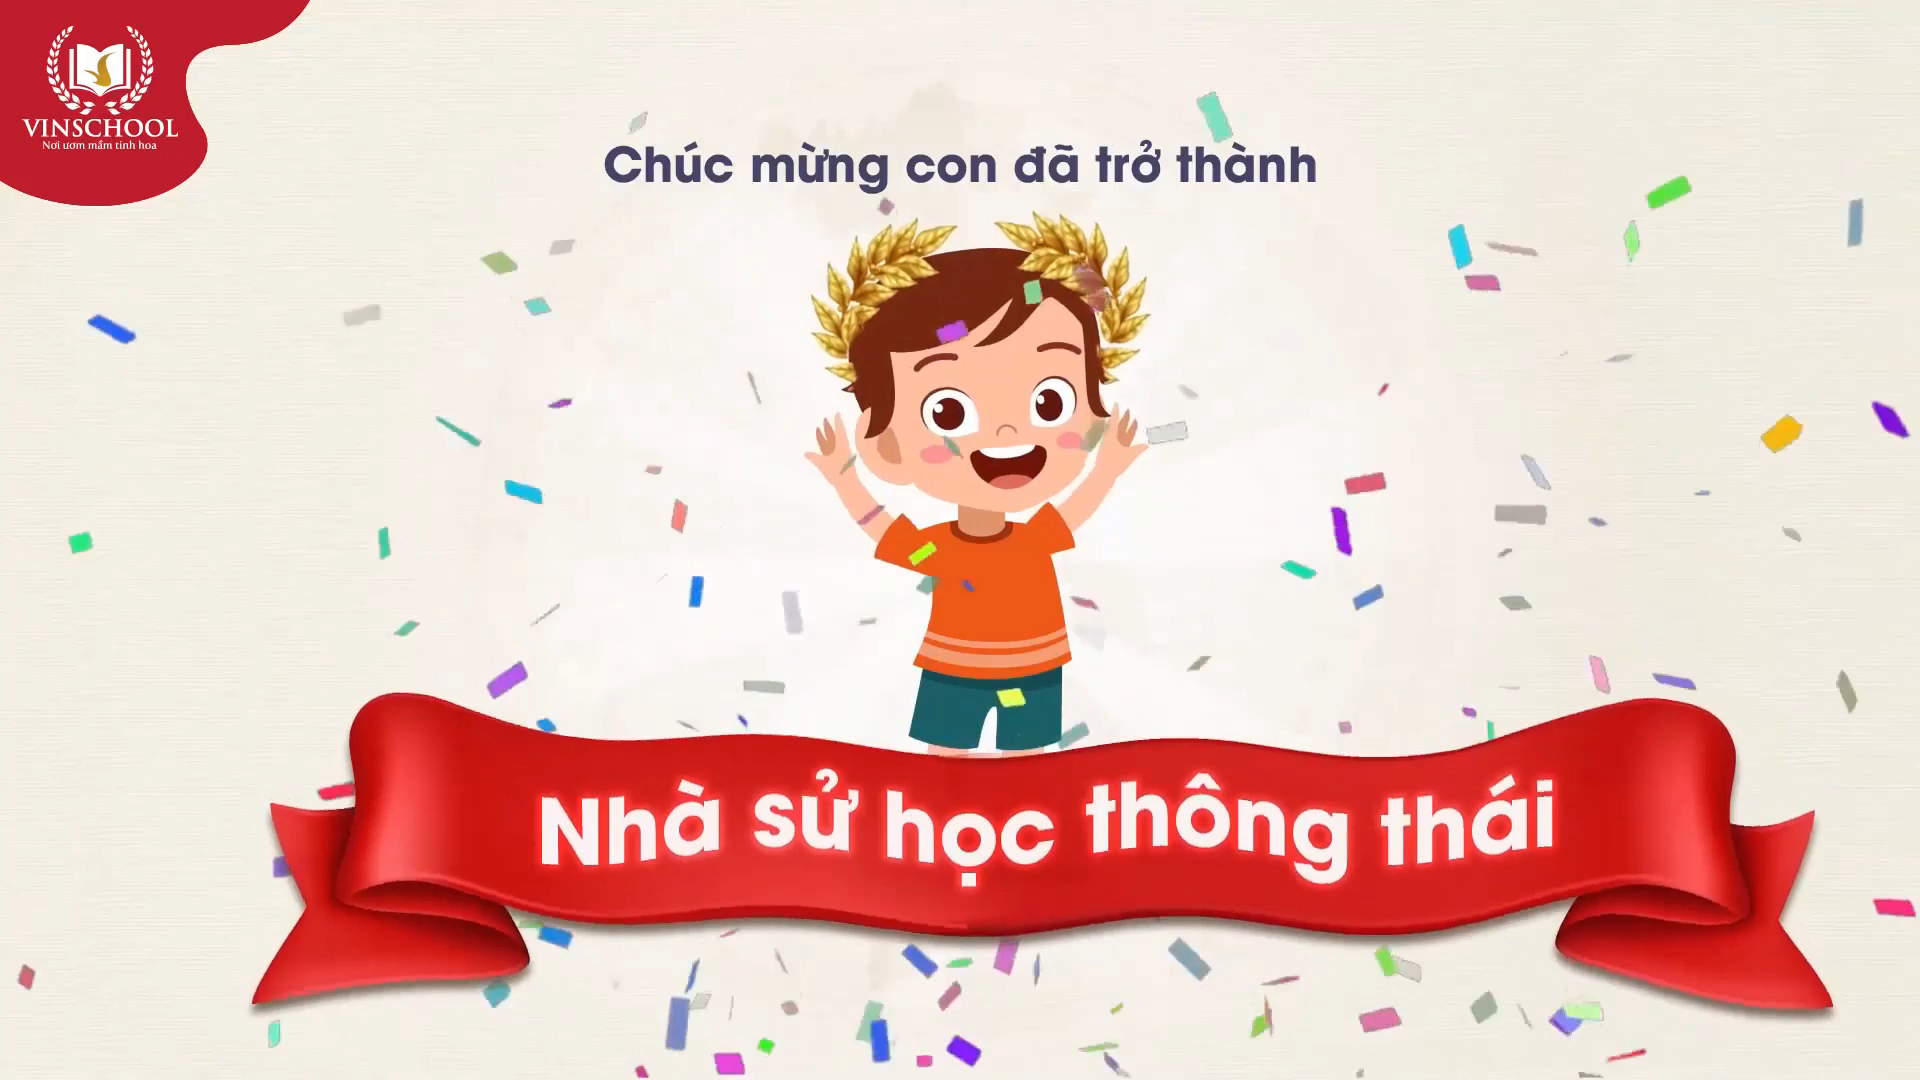 VINSCHOOL
Nơi ươm mầm tinh hoa
Chúc mừng con đã trở thành
Nhà sử học thông thái